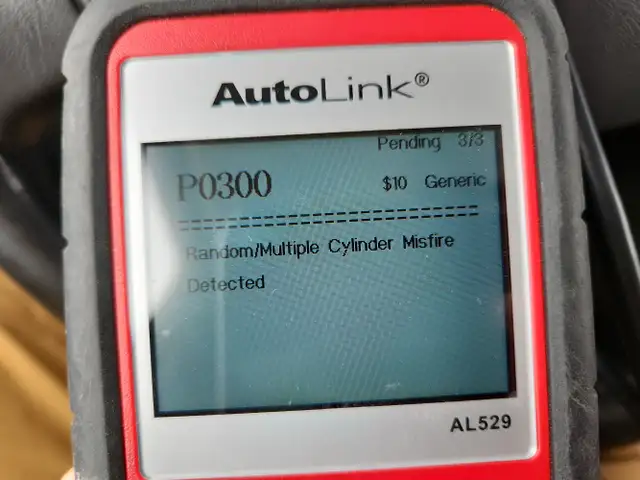 AutoLink®
Pending 3/3
P0300 $10 Generic
==============================
Random/Multiple Cylinder Misfire
Detected
AL529